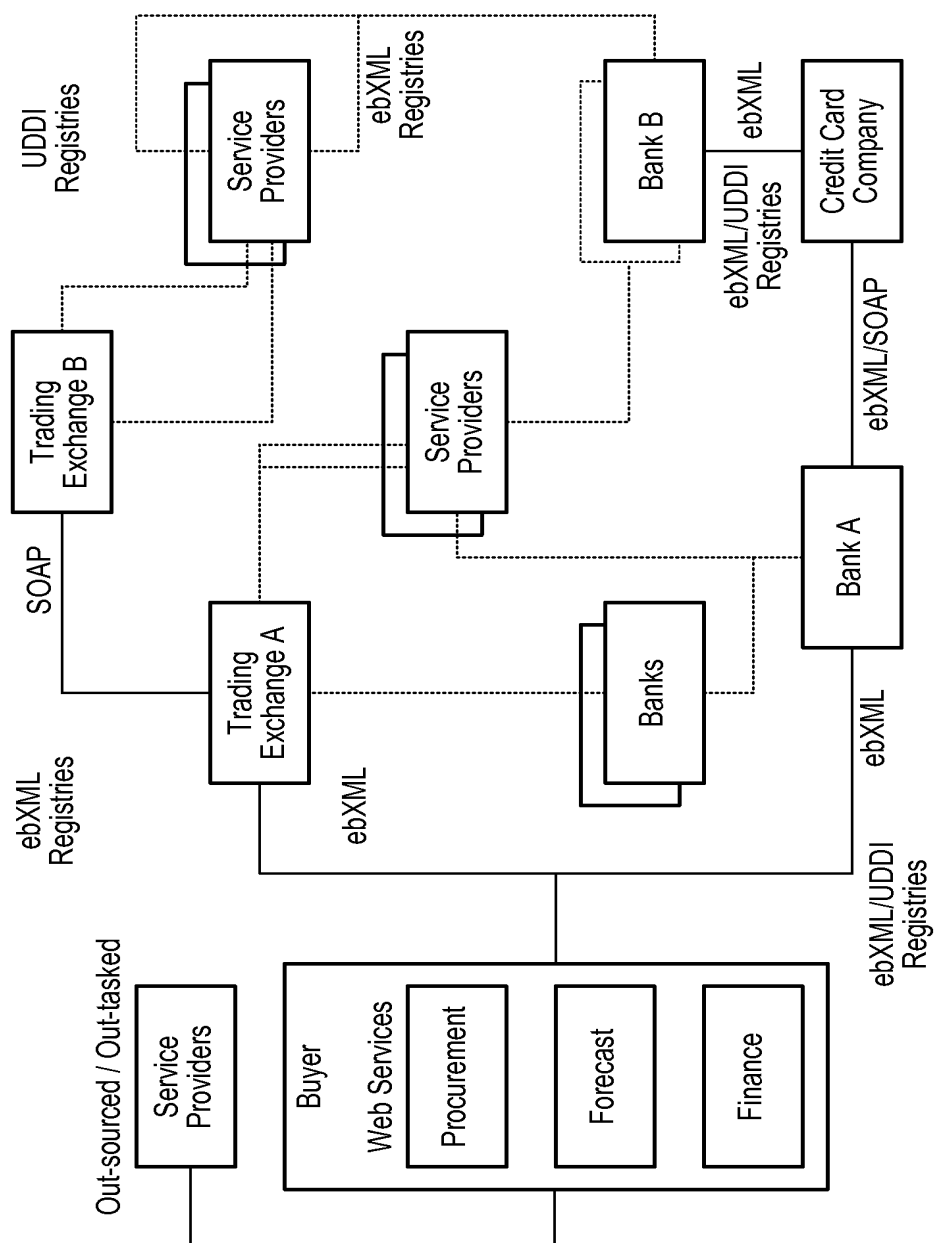 Out-sourced / Out-tasked
Service
Providers
Buyer
Web Services
Procurement
Forecast
Finance
ebXML
Registries
ebXML
ebXML/UDDI
Registries
ebXML
SOAP
Trading
Exchange A
Banks
Bank A
Trading
Exchange B
Service
Providers
ebXML/SOAP
UDDI
Registries
Service
Providers
ebXML
Registries
Bank B
ebXML/UDDI
Registries
ebXML
Credit Card
Company